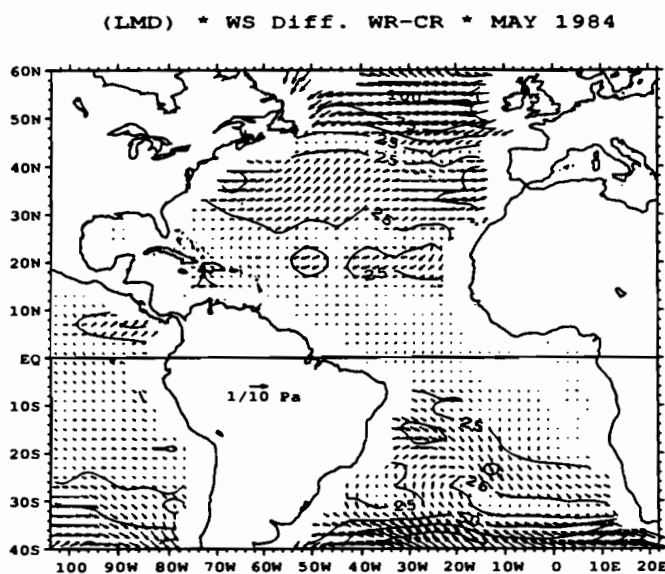 (LMD) * WS Diff. WR-CR * MAY 1984
60N
100
50N
25
40N
25
30N
25
20N
25
10N
EQ
1/10 Pa
10S
25
20S
25
30S
25
40S
100 90W 80W 70W 60W 50W 40W 30W 20W 10W 0 10E 20E